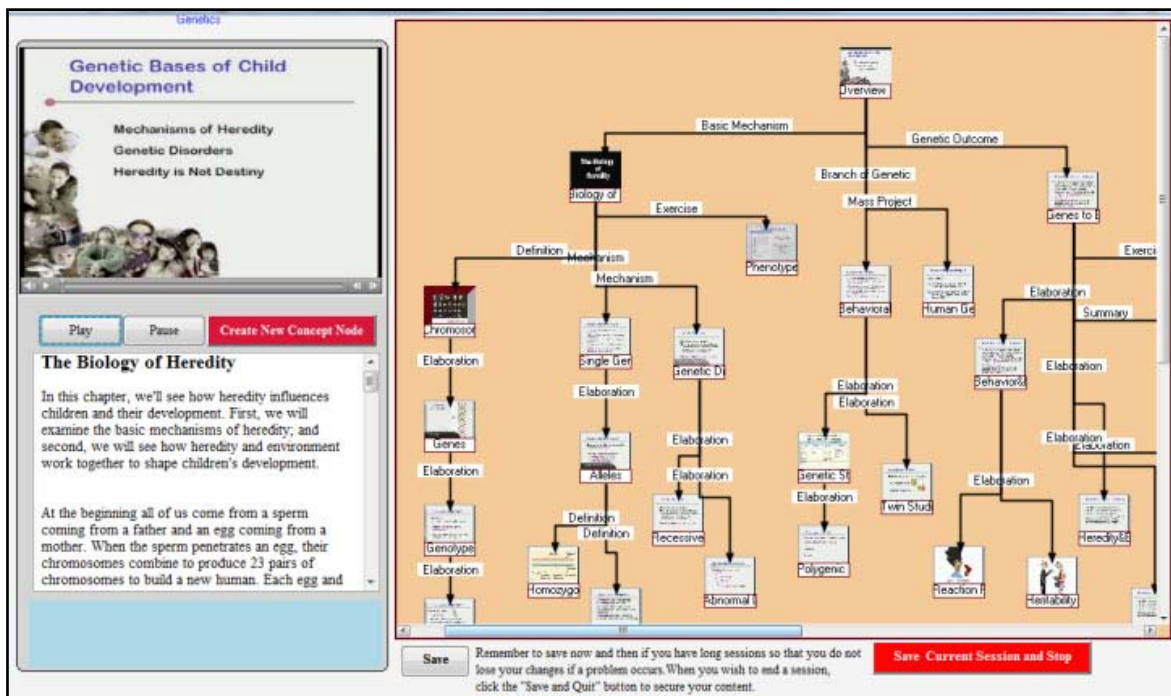 Genetics
Genetic Bases of Child
Development
Mechanisms of Heredity
Genetic Disorders
Heredity is Not Destiny
Play
Pause
Create New Concept Node
The Biology of Heredity
In this chapter, we'll see how heredity influences
children and their development. First, we will
examine the basic mechanisms of heredity; and
second, we will see how heredity and environment
work together to shape children's development.
At the beginning all of us come from a sperm
coming from a father and an egg coming from a
mother. When the sperm penetrates an egg, their
chromosomes combine to produce 23 pairs of
chromosomes to build a new human. Each egg and
Overview
Basic Mechanism
Genetic Outcome
The Biology
of
Heredity
Biology of
Branch of Genetic
Genes to E
Exercise
Mass Project
Definition
Mechanism
Phenotype
Exerci
Mechanism
Behavioral
Human Ge
Elaboration
Chromoson
Summary
Elaboration
Single Ger
Genetic Di
Behavior&
Elaboration
Elaboration
Elaboration
Genes
Elaboration
Elaboration
Elaboration
Elaboration
Genetic St
Elaboration
Alleles
Elaboration
Twin Studi
Elaboration
Elaboration
Definition
Recessive
Heredity&E
Genotype
Definition
Polygenic
Elaboration
Homozygo
Abnormal
Reaction
Heritability
Save
Remember to save now and then if you have long sessions so that you do not
lose your changes if a problem occurs.When you wish to end a session,
click the "Save and Quit" button to secure your content.
Save Current Session and Stop